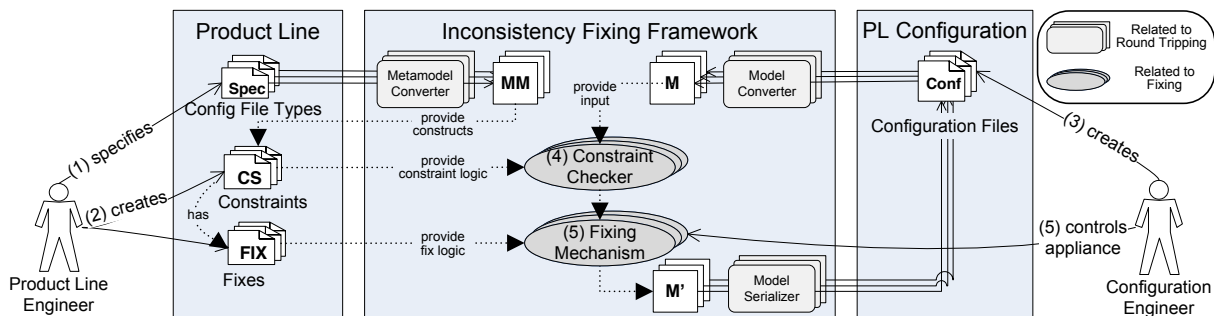 Product Line
Inconsistency Fixing Framework
PL Configuration
Related to
Round Tripping
Related to
Fixing
Spec
Config File Types
Metamodel
Converter
MM
M
Model
Converter
Conf
Configuration Files
provide
constructs
provide
input
(1) specifies
(2) creates
(3) creates
CS
Constraints
has
provide
constraint logic
(4) Constraint
Checker
FIX
Fixes
provide
fix logic
(5) Fixing
Mechanism
(5) controls
appliance
M'
Model
Serializer
Product Line
Engineer
Configuration
Engineer